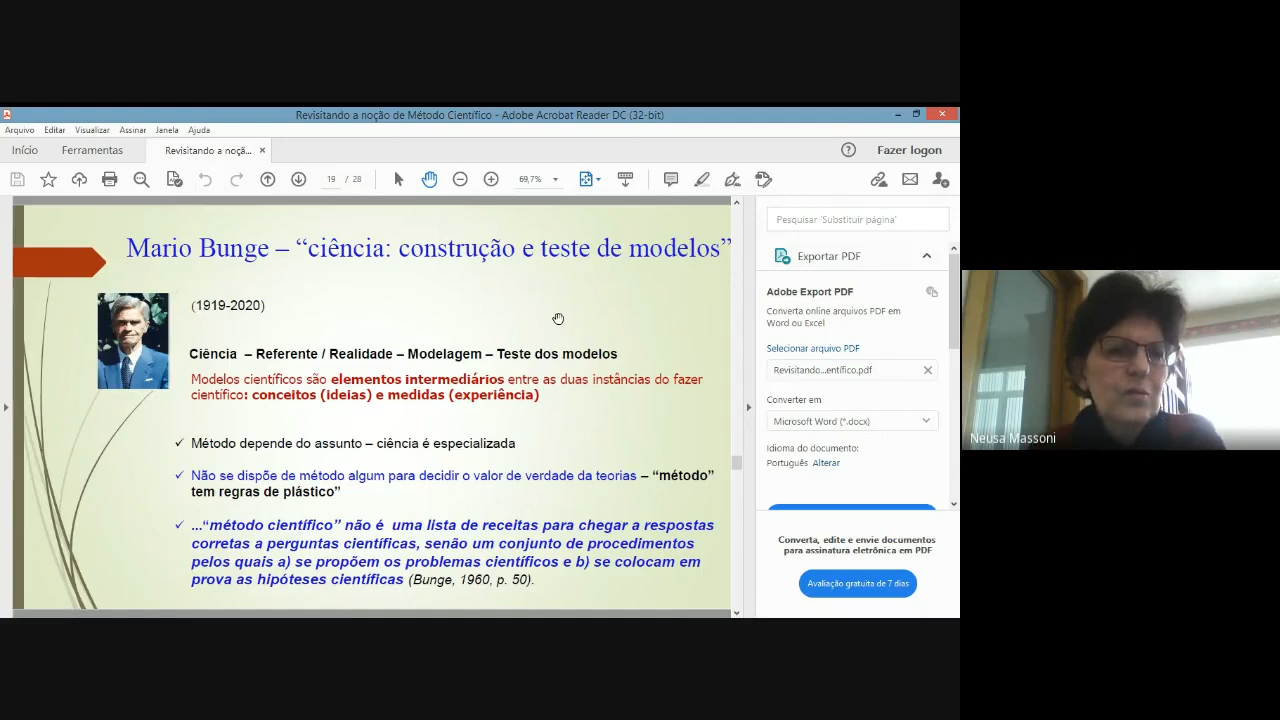 Revisitando a noção de Método Científico - Adobe Acrobat Reader DC (32-bit)
Arquivo Editar Visualizar Assinar Janela Ajuda
Início Ferramentas Revisitando a noçã... × Fazer logon
19 / 28 69,7%
Mario Bunge – “ciência: construção e teste de modelos”
(1919-2020)
Ciência – Referente / Realidade – Modelagem – Teste dos modelos
Modelos científicos são elementos intermediários entre as duas instâncias do fazer
científico: conceitos (ideias) e medidas (experiência)
✓ Método depende do assunto – ciência é especializada
✓ Não se dispõe de método algum para decidir o valor de verdade da teorias – “método”
tem regras de plástico”
✓ ...“método científico” não é uma lista de receitas para chegar a respostas
corretas a perguntas científicas, senão um conjunto de procedimentos
pelos quais a) se propõem os problemas científicos e b) se colocam em
prova as hipóteses científicas (Bunge, 1960, p. 50).
Pesquisar 'Substituir página'
Exportar PDF
Adobe Export PDF
Converta online arquivos PDF em
Word ou Excel
Selecionar arquivo PDF
Revisitando...entífico.pdf
Converter em
Microsoft Word (*.docx)
Idioma do documento:
Português Alterar
Converta, edite e envie documentos
para assinatura eletrônica em PDF
Avaliação gratuita de 7 dias
Neusa Massoni